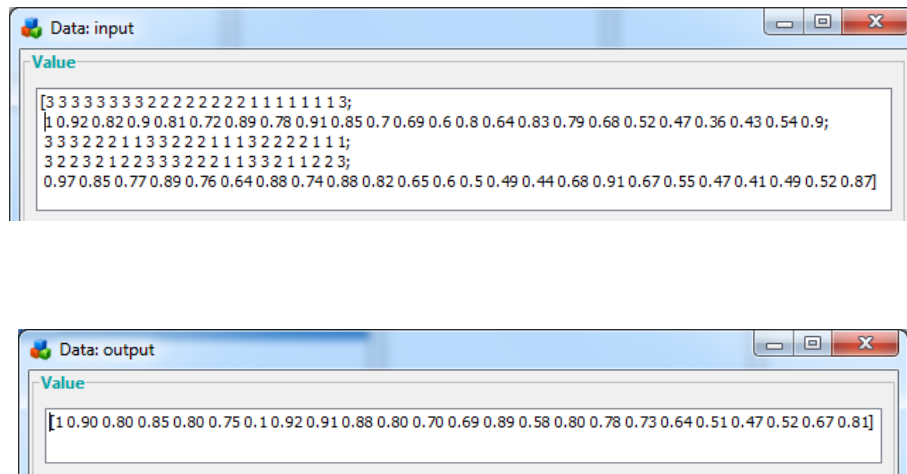 Data: input
Value
[3 3 3 3 3 3 3 3 2 2 2 2 2 2 2 2 1 1 1 1 1 1 1 3;
1 0.92 0.82 0.9 0.81 0.72 0.89 0.78 0.91 0.85 0.7 0.69 0.6 0.8 0.64 0.83 0.79 0.68 0.52 0.47 0.36 0.43 0.54 0.9;
3 3 3 2 2 2 1 1 3 3 2 2 2 1 1 1 3 2 2 2 2 1 1 1;
3 2 2 3 2 1 2 2 3 3 3 2 2 2 1 1 3 3 2 1 1 2 2 3;
0.97 0.85 0.77 0.89 0.76 0.64 0.88 0.74 0.88 0.82 0.65 0.6 0.5 0.49 0.44 0.68 0.91 0.67 0.55 0.47 0.41 0.49 0.52 0.87]
Data: output
Value
[1 0.90 0.80 0.85 0.80 0.75 0.1 0.92 0.91 0.88 0.80 0.70 0.69 0.89 0.58 0.80 0.78 0.73 0.64 0.51 0.47 0.52 0.67 0.81]